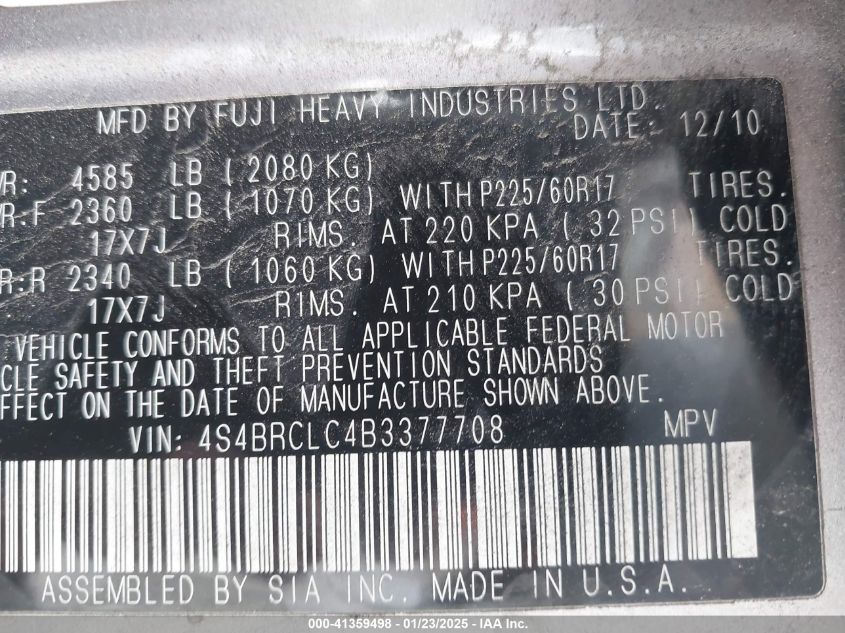 MFD BY FUJI HEAVY INDUSTRIES LTD.
DATE: 12/10
WR: 4585 LB (2080 KG)
WR.F 2360 LB (1070 KG) WITH P225/60R17 TIRES.
17X7J RIMS. AT 220 KPA (32 PSI) COLD
R:R 2340 LB (1060 KG) WITH P225/60R17 TIRES.
17X7J RIMS. AT 210 KPA (30 PSI) COLD
VEHICLE CONFORMS TO ALL APPLICABLE FEDERAL MOTOR
CLE SAFETY AND THEFT PREVENTION STANDARDS
EFFECT ON THE DATE OF MANUFACTURE SHOWN ABOVE.
VIN: 4S4BRCLC4B3377708 MPV
ASSEMBLED BY SIA INC. MADE IN U.S.A.
000-41359498 - 01/23/2025 - IAA Inc.